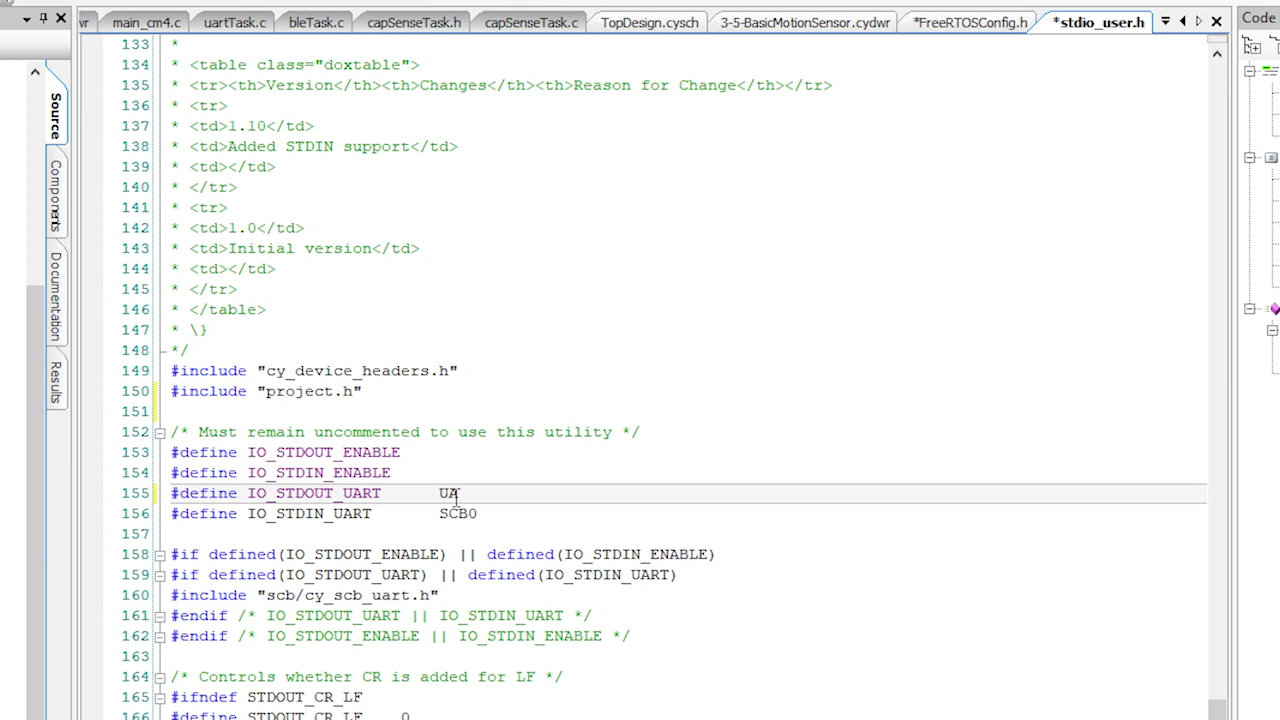 wr main_cm4.c uartTask.c bleTask.c capSenseTask.h capSenseTask.c TopDesign.cysch 3-5-BasicMotionSensor.cydwr *FreeRTOSConfig.h *stdio_user.h Code
Source
Components
Documentation
Results
133 *
134 * <table class="doxtable">
135 * <tr><th>Version</th><th>Changes</th><th>Reason for Change</th></tr>
136 * <tr>
137 * <td>1.10</td>
138 * <td>Added STDIN support</td>
139 * <td></td>
140 * </tr>
141 * <tr>
142 * <td>1.0</td>
143 * <td>Initial version</td>
144 * <td></td>
145 * </tr>
146 * </table>
147 * \}
148 */
149 #include "cy_device_headers.h"
150 #include "project.h"
151
152 /* Must remain uncommented to use this utility */
153 #define IO_STDOUT_ENABLE
154 #define IO_STDIN_ENABLE
155 #define IO_STDOUT_UART UA
156 #define IO_STDIN_UART SCB0
157
158 #if defined(IO_STDOUT_ENABLE) || defined(IO_STDIN_ENABLE)
159 #if defined(IO_STDOUT_UART) || defined(IO_STDIN_UART)
160 #include "scb/cy_scb_uart.h"
161 #endif /* IO_STDOUT_UART || IO_STDIN_UART */
162 #endif /* IO_STDOUT_ENABLE || IO_STDIN_ENABLE */
163
164 /* Controls whether CR is added for LF */
165 #ifndef STDOUT_CR_LF
166 #define STDOUT_CR_LF 0